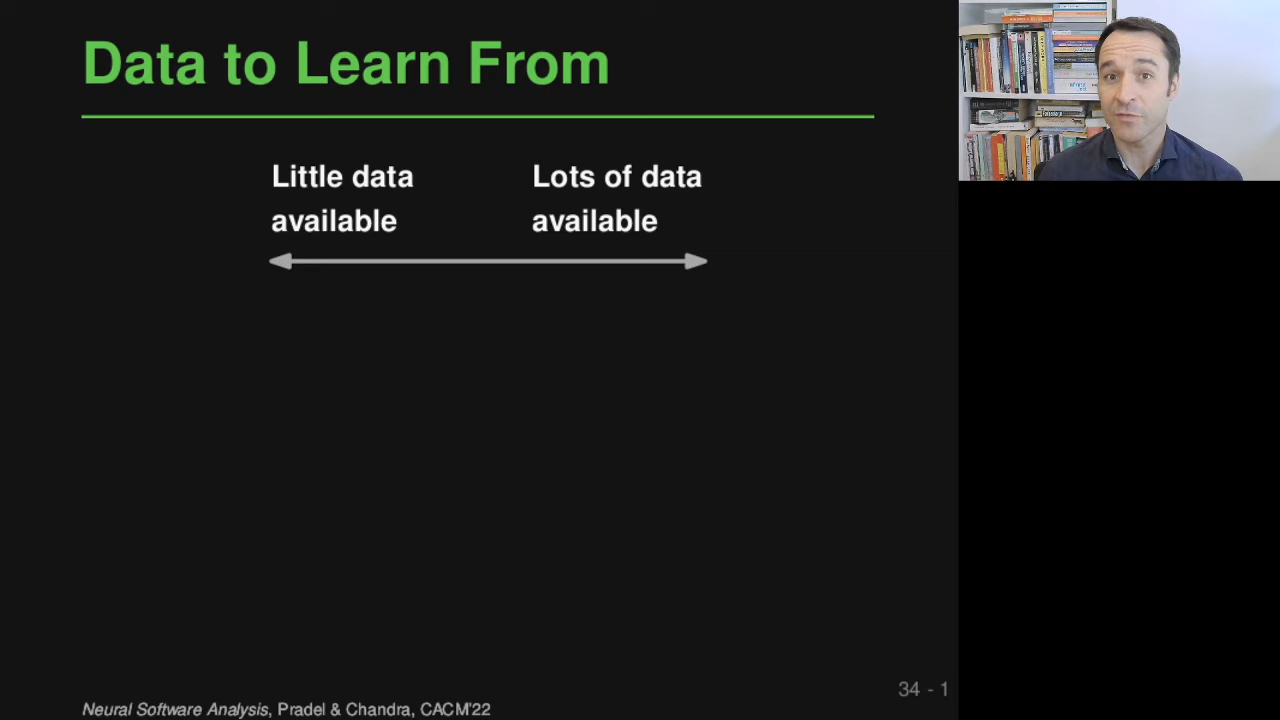 Data to Learn From
Little data
available
Lots of data
available
34 - 1
Neural Software Analysis, Pradel & Chandra, CACM'22